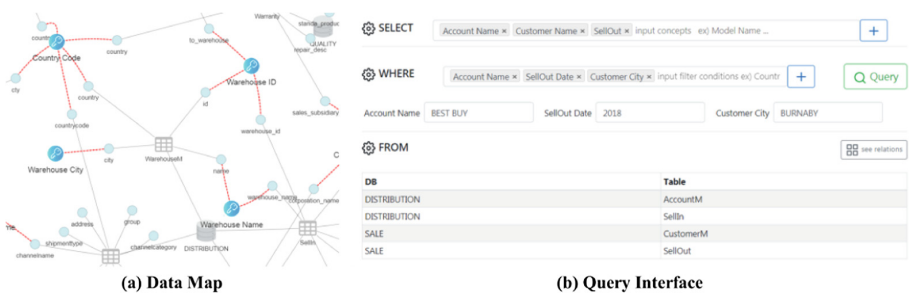 Warranty
country
to_warehouse
repair_desc
QUALITY
Country Code
country
Warehouse ID
cty
country
id
countrycode
sales_subsidiary
warehouse_id
city
WarehouseM
Warehouse City
name
warehouse_name
corporation_name
address
group
Warehouse Name
shipmenttype
channelcategory
DISTRIBUTION
SellIn
channelname
(a) Data Map
SELECT
Account Name × Customer Name × SellOut × input concepts ex) Model Name ...
+
WHERE
Account Name × SellOut Date × Customer City × input filter conditions ex) Countr
+
Query
Account Name BEST BUY SellOut Date 2018 Customer City BURNABY
FROM
see relations
DB Table
DISTRIBUTION AccountM
DISTRIBUTION SellIn
SALE CustomerM
SALE SellOut
(b) Query Interface